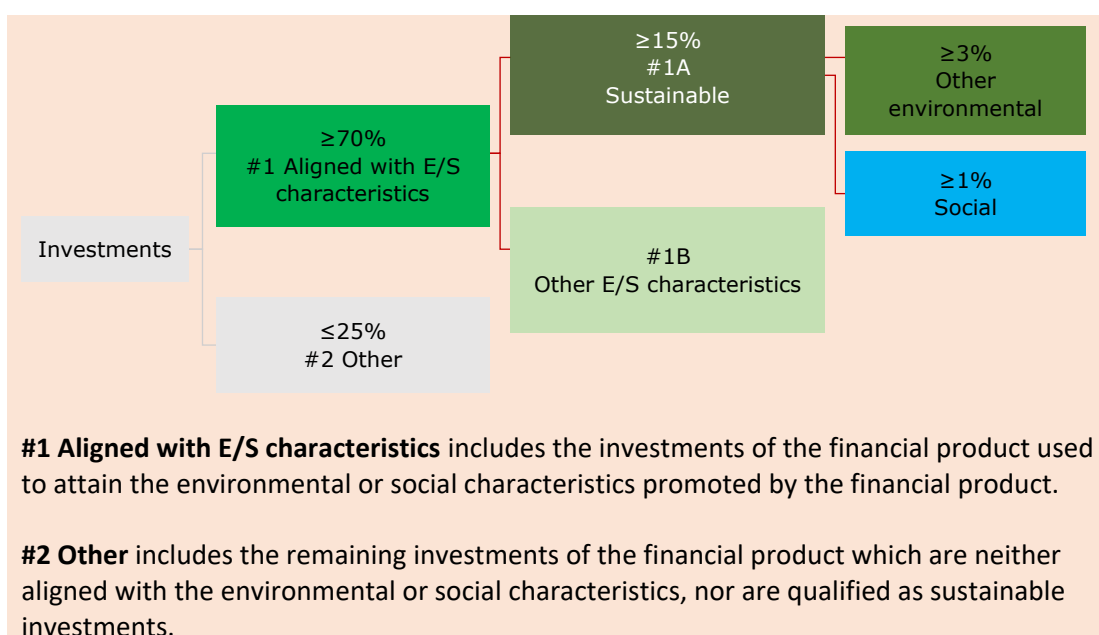 ≥15%
#1A
Sustainable
≥3%
Other
environmental
≥70%
#1 Aligned with E/S
characteristics
≥1%
Social
Investments
#1B
Other E/S characteristics
≤25%
#2 Other
#1 Aligned with E/S characteristics includes the investments of the financial product used
to attain the environmental or social characteristics promoted by the financial product.
#2 Other includes the remaining investments of the financial product which are neither
aligned with the environmental or social characteristics, nor are qualified as sustainable
investments.